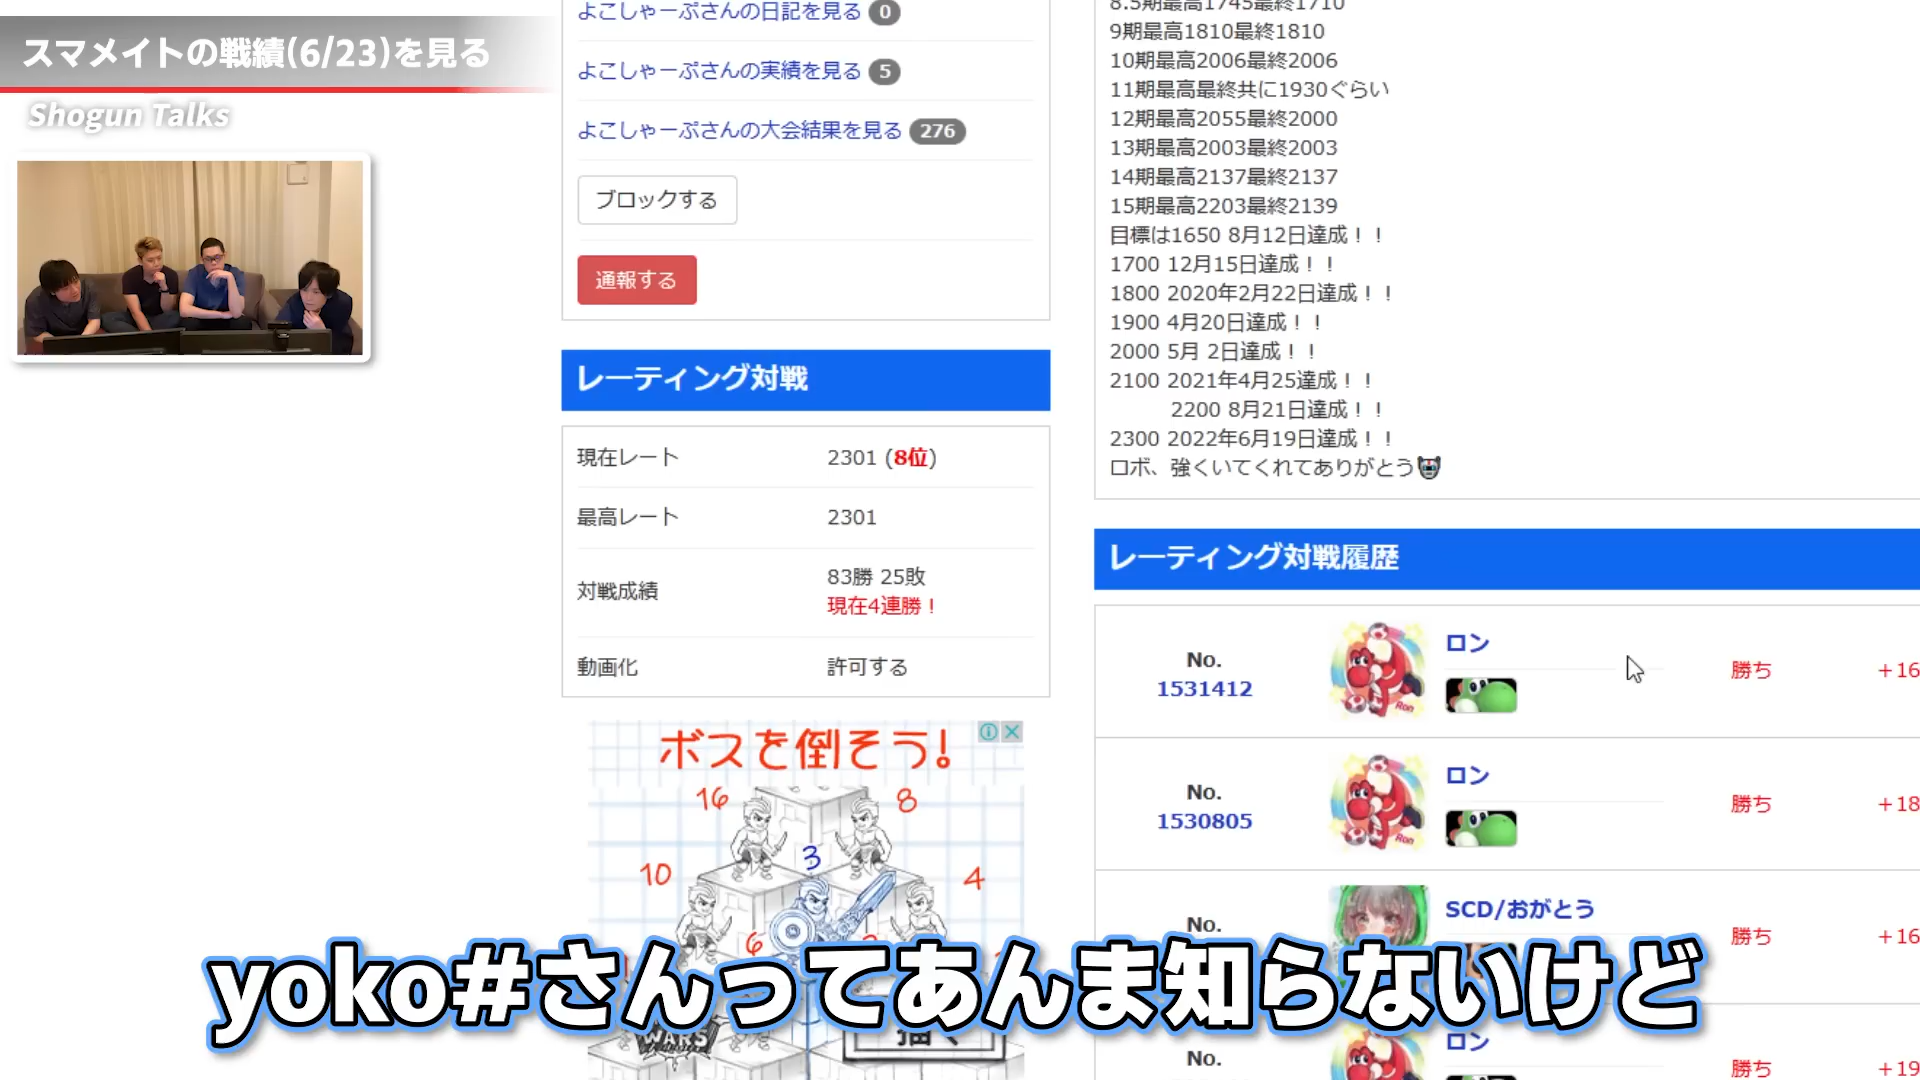 スマメイトの戦績(6/23)を見る
Shogun Talks
よこしゃーぷさんの日記を見る 0
よこしゃーぷさんの実績を見る 5
よこしゃーぷさんの大会結果を見る 276
ブロックする
通報する
レーティング対戦
現在レート 2301 (8位)
最高レート 2301
対戦成績 83勝 25敗
現在4連勝！
動画化 許可する
ボスを倒そう!
16 8
3
10 4
6
WARS
8.5期最高1745最終1710
9期最高1810最終1810
10期最高2006最終2006
11期最高最終共に1930ぐらい
12期最高2055最終2000
13期最高2003最終2003
14期最高2137最終2137
15期最高2203最終2139
目標は1650 8月12日達成！！
1700 12月15日達成！！
1800 2020年2月22日達成！！
1900 4月20日達成！！
2000 5月 2日達成！！
2100 2021年4月25達成！！
2200 8月21日達成！！
2300 2022年6月19日達成！！
ロボ、強くいてくれてありがとう
レーティング対戦履歴
No. 1531412 ロン 勝ち +16
Ron
No. 1530805 ロン 勝ち +18
Ron
No. SCD/おがとう 勝ち +16
No. ロン 勝ち +19
yoko#さんってあんま知らないけど